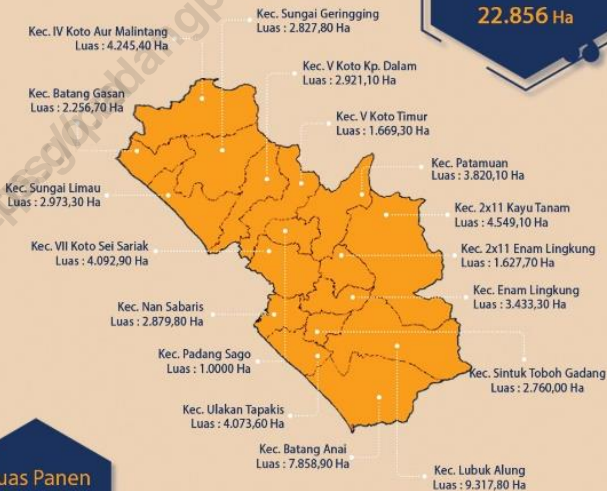 22.856 Ha
Kec. Sungai Geringging
Luas : 2.827,80 Ha
Kec. IV Koto Aur Malintang
Luas : 4.245,40 Ha
Kec. V Koto Kp. Dalam
Luas : 2.921,10 Ha
Kec. Batang Gasan
Luas : 2.256,70 Ha
Kec. V Koto Timur
Luas : 1.669,30 Ha
Kec. Patamuan
Luas : 3.820,10 Ha
Kec. Sungai Limau
Luas : 2.973,30 Ha
Kec. 2x11 Kayu Tanam
Luas : 4.549,10 Ha
Kec. VII Koto Sei Sariak
Luas : 4.092,90 Ha
Kec. 2x11 Enam Lingkung
Luas : 1.627,70 Ha
Kec. Enam Lingkung
Luas : 3.433,30 Ha
Kec. Nan Sabaris
Luas : 2.879,80 Ha
Kec. Padang Sago
Luas : 1.0000 Ha
Kec. Sintuk Toboh Gadang
Luas : 2.760,00 Ha
Kec. Ulakan Tapakis
Luas : 4.073,60 Ha
Kec. Batang Anai
Luas : 7.858,90 Ha
Kec. Lubuk Alung
Luas : 9.317,80 Ha
uas Panen